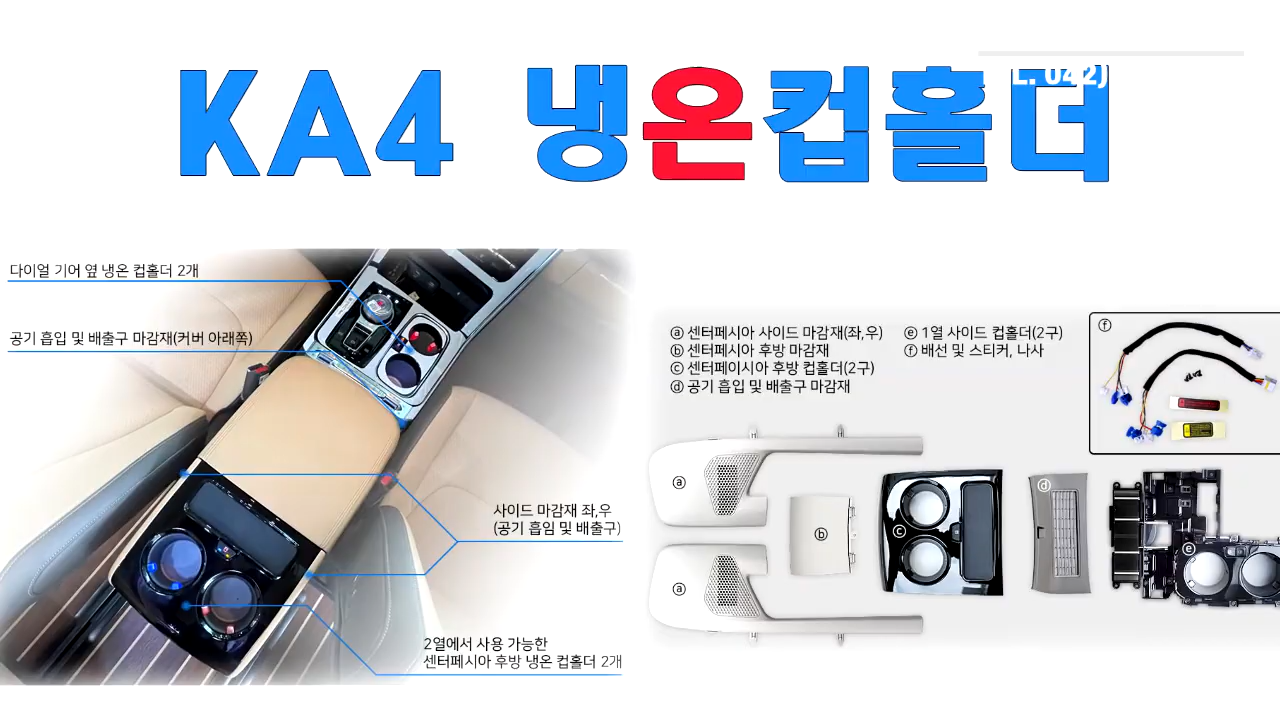 L. 042)
KA4 냉온컵홀더
다이얼 기어 옆 냉온 컵홀더 2개
공기 흡입 및 배출구 마감재(커버 아래쪽)
사이드 마감재 좌,우
(공기 흡임 및 배출구)
2열에서 사용 가능한
센터페시아 후방 냉온 컵홀더 2개
ⓐ 센터페시아 사이드 마감재(좌,우)
ⓑ 센터페시아 후방 마감재
ⓒ 센터페이시아 후방 컵홀더(2구)
ⓓ 공기 흡입 및 배출구 마감재
ⓔ 1열 사이드 컵홀더(2구)
ⓕ 배선 및 스티커, 나사
ⓕ
ⓐ
ⓑ
ⓒ
ⓓ
ⓔ
ⓐ